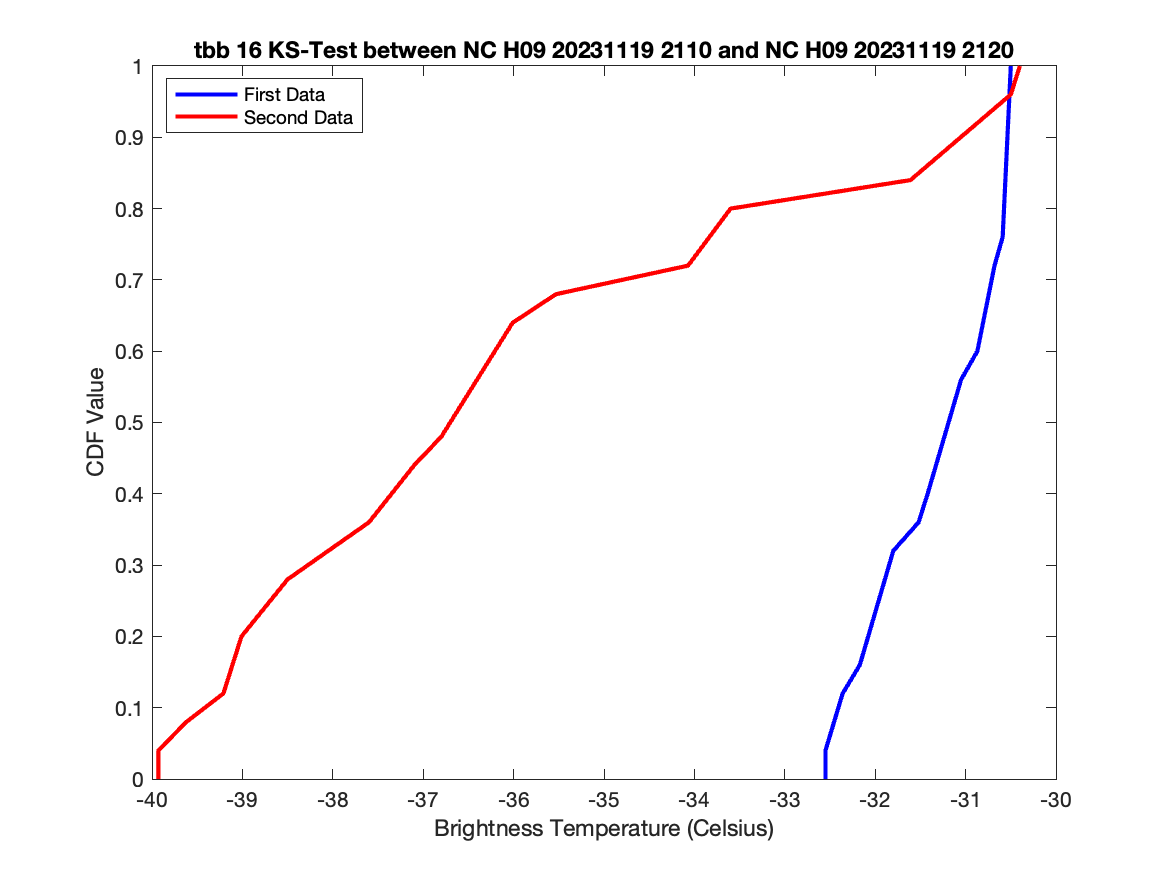 tbb 16 KS-Test between NC H09 20231119 2110 and NC H09 20231119 2120
First Data
Second Data
1
0.9
0.8
0.7
0.6
0.5
0.4
0.3
0.2
0.1
0
CDF Value
-40 -39 -38 -37 -36 -35 -34 -33 -32 -31 -30
Brightness Temperature (Celsius)